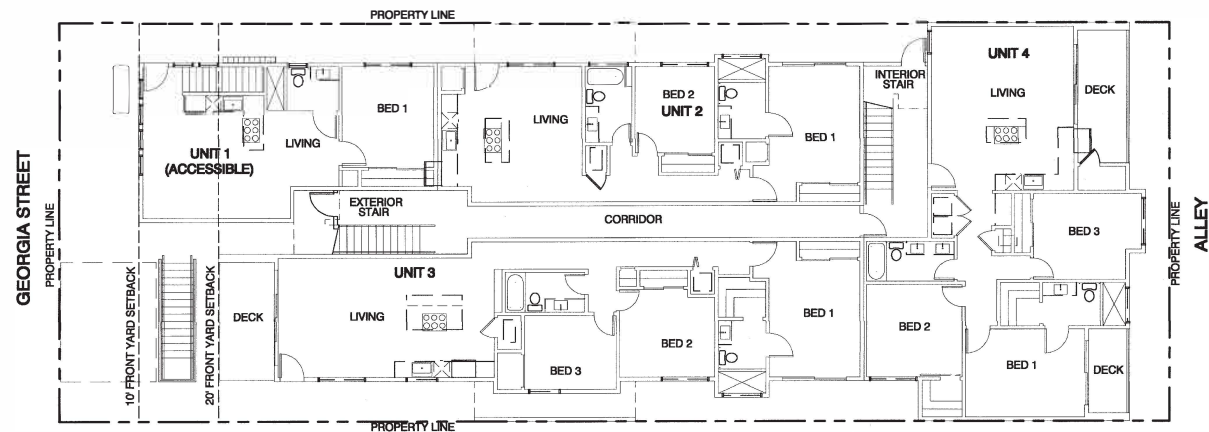 PROPERTY LINE
UNIT 4
INTERIOR
STAIR
LIVING
DECK
BED 1
LIVING
BED 2
UNIT 2
BED 1
LIVING
UNIT 1
(ACCESSIBLE)
EXTERIOR
STAIR
CORRIDOR
BED 3
GEORGIA STREET
PROPERTY LINE
10' FRONT YARD SETBACK
20' FRONT YARD SETBACK
PROPERTY LINE
ALLEY
UNIT 3
DECK
LIVING
BED 1
BED 2
BED 2
BED 3
BED 1
DECK
PROPERTY LINE